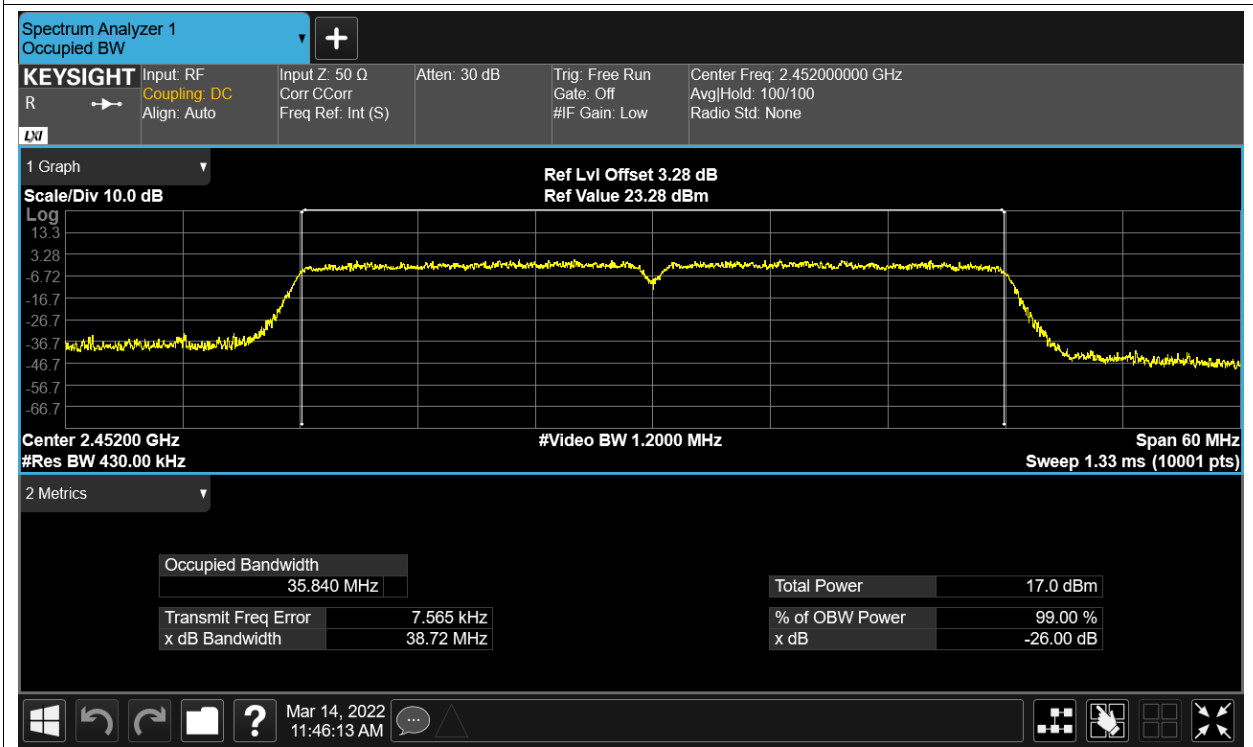 Spectrum Analyzer 1
Occupied BW
KEYSIGHT
R
LXI
Input: RF
Coupling: DC
Align: Auto
Input Z: 50 Ω
Corr CCorr
Freq Ref: Int (S)
Atten: 30 dB
Trig: Free Run
Gate: Off
#IF Gain: Low
Center Freq: 2.452000000 GHz
Avg|Hold: 100/100
Radio Std: None
1 Graph
Scale/Div 10.0 dB
Ref Lvl Offset 3.28 dB
Ref Value 23.28 dBm
Log
13.3
3.28
-6.72
-16.7
-26.7
-36.7
-46.7
-56.7
-66.7
Center 2.45200 GHz
#Video BW 1.2000 MHz
Span 60 MHz
#Res BW 430.00 kHz
Sweep 1.33 ms (10001 pts)
2 Metrics
Occupied Bandwidth
35.840 MHz
Total Power 17.0 dBm
Transmit Freq Error 7.565 kHz
% of OBW Power 99.00 %
x dB Bandwidth 38.72 MHz
x dB -26.00 dB
?
Mar 14, 2022
11:46:13 AM